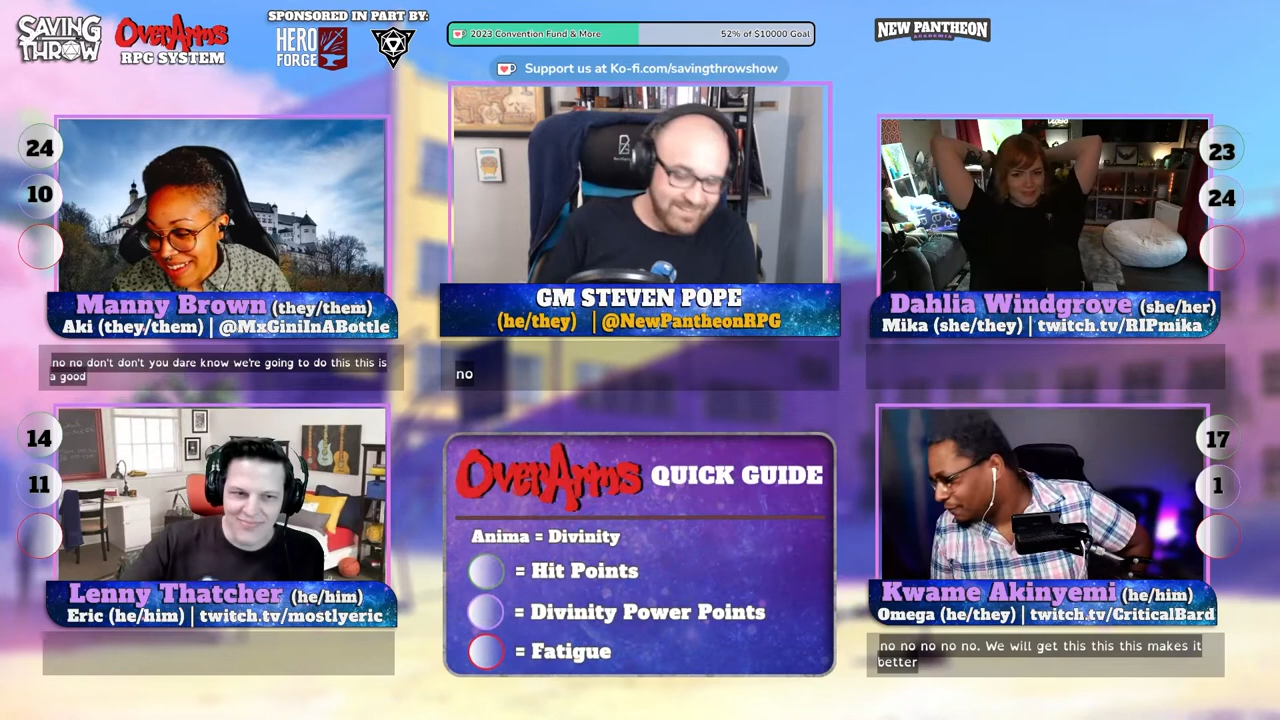 SAVING THROW
OVERARMS
RPG SYSTEM
SPONSORED IN PART BY:
HERO FORGE
2023 Convention Fund & More
52% of $10000 Goal
Support us at Ko-fi.com/savingthrowshow
NEW PANTHEON
ACADEMIA
24
10
Manny Brown (they/them)
Aki (they/them) | @MxGiniInABottle
no no don't don't you dare know we're going to do this this is
a good
GM STEVEN POPE
(he/they) | @NewPantheonRPG
no
23
24
Dahlia Windgrove (she/her)
Mika (she/they) | twitch.tv/RIPmika
14
11
Lenny Thatcher (he/him)
Eric (he/him) | twitch.tv/mostlyeric
OVERARMS QUICK GUIDE
Anima = Divinity
= Hit Points
= Divinity Power Points
= Fatigue
17
1
Kwame Akinyemi (he/him)
Omega (he/they) | twitch.tv/CriticalBard
no no no no no. We will get this this this makes it
better